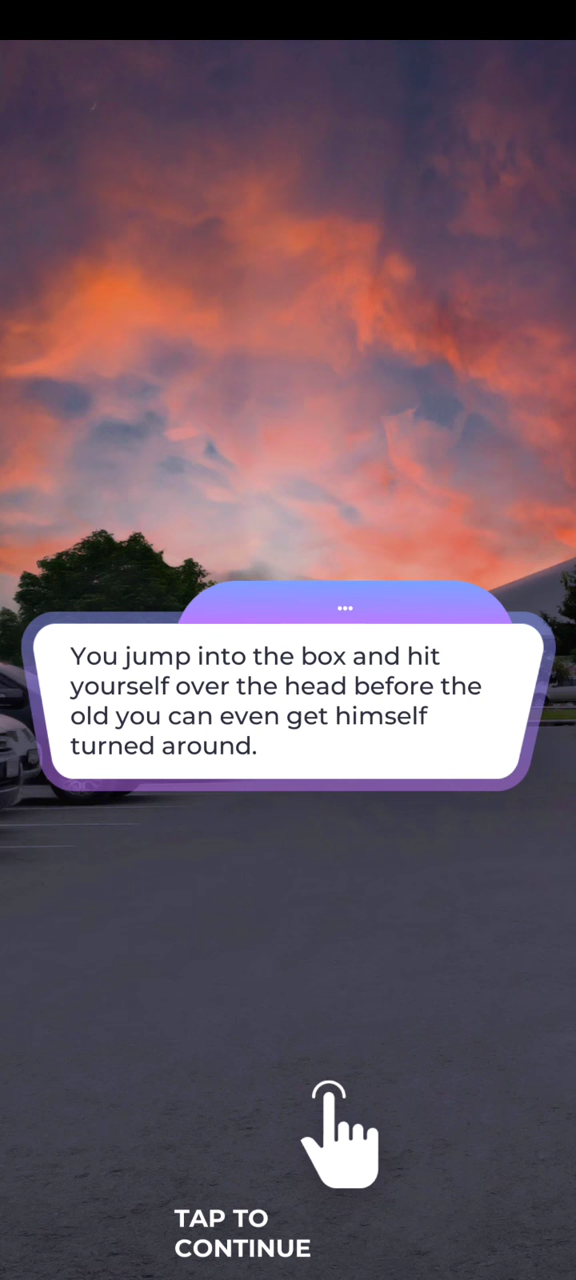 ...
You jump into the box and hit
yourself over the head before the
old you can even get himself
turned around.
TAP TO
CONTINUE